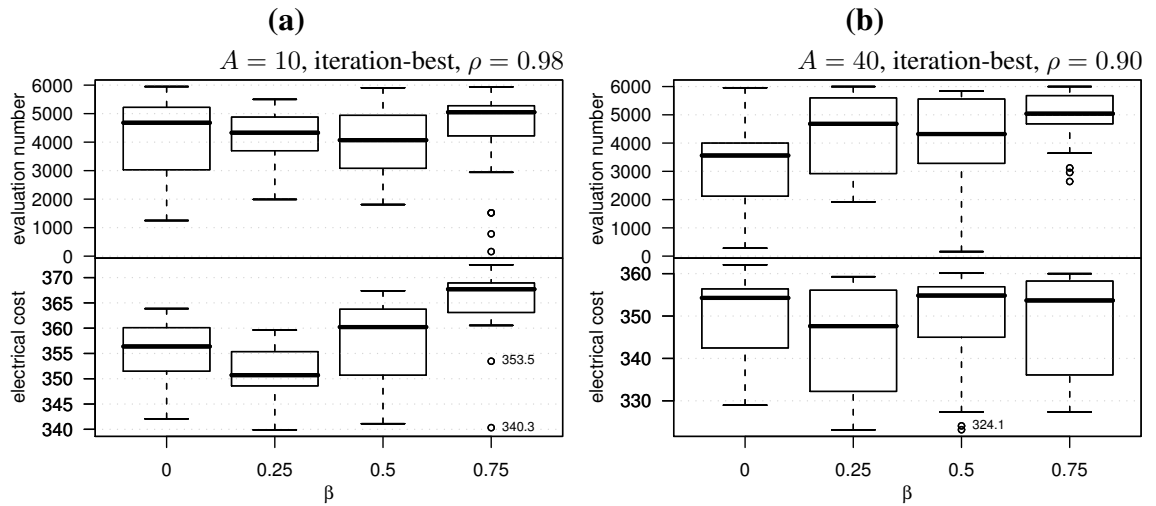 (a)
A = 10, iteration-best, ρ = 0.98
evaluation number
6000
5000
4000
3000
2000
1000
0
electrical cost
370
365
360
355
350
345
340
353.5
340.3
0 0.25 0.5 0.75
β
(b)
A = 40, iteration-best, ρ = 0.90
evaluation number
6000
5000
4000
3000
2000
1000
0
electrical cost
360
350
340
330
324.1
0 0.25 0.5 0.75
β